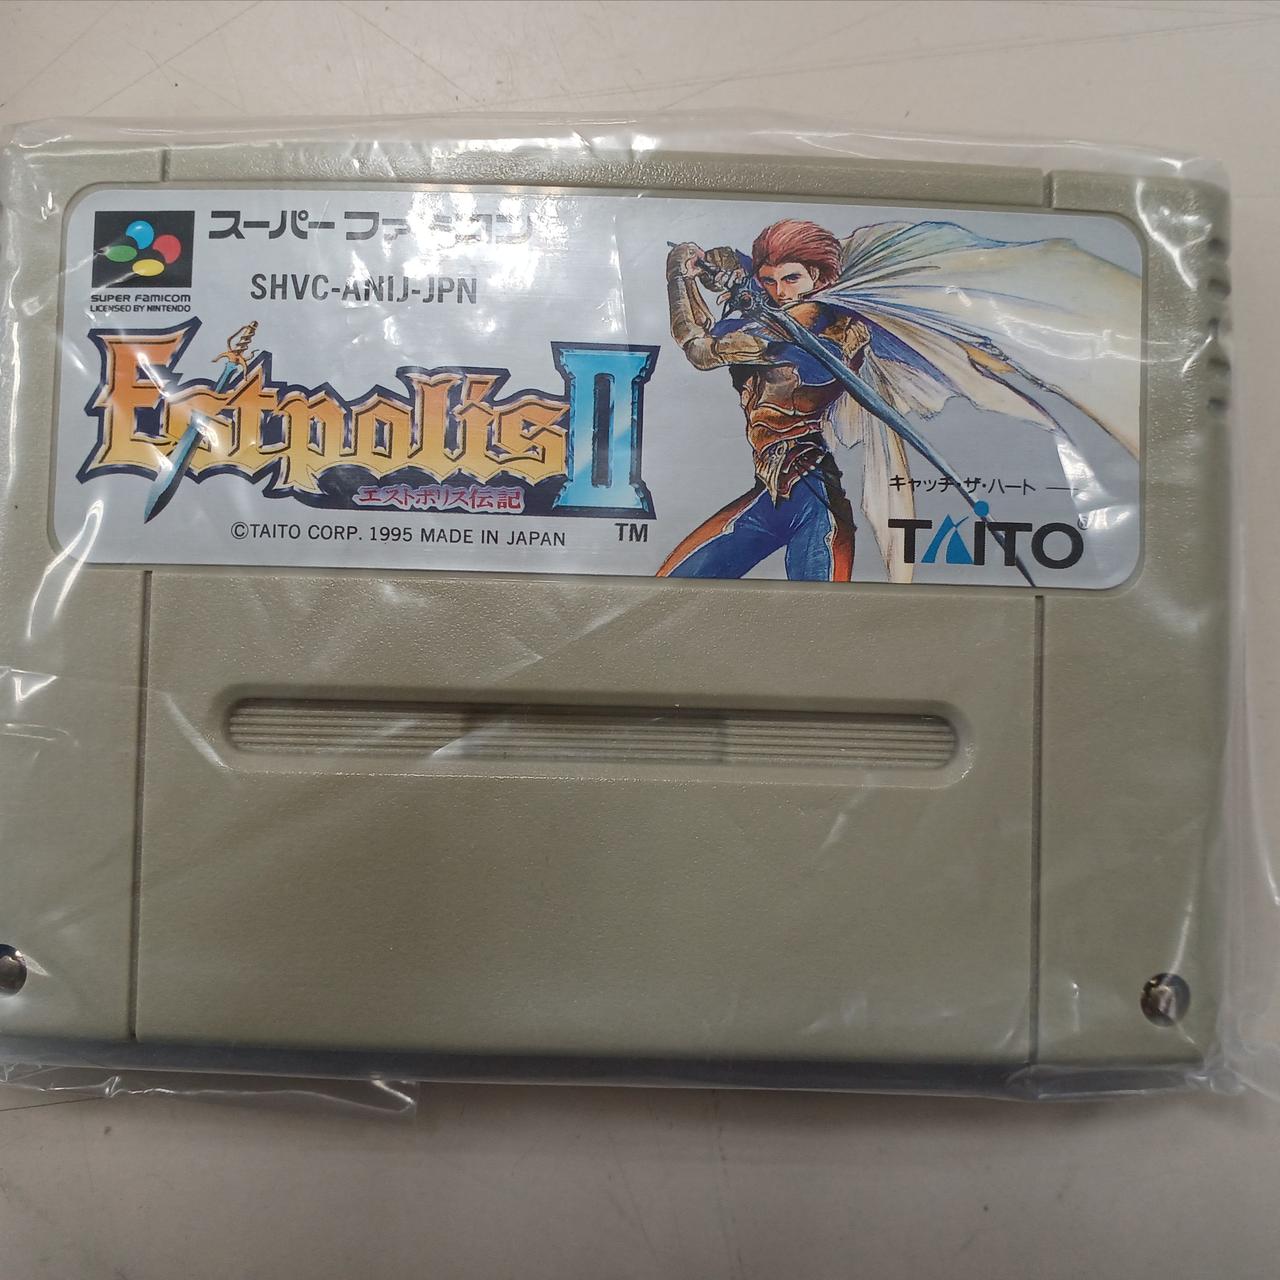 スーパーファミコン
SHVC-ANIJ-JPN
SUPER FAMICOM
LICENSED BY NINTENDO
Estpolis II
エストポリス伝記
©TAITO CORP. 1995 MADE IN JAPAN
TM
キャッチ・ザ・ハート
TAITO®